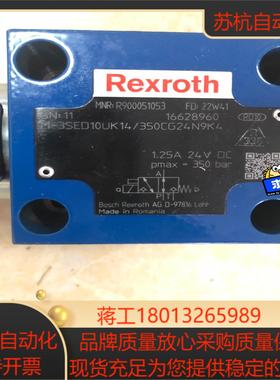 苏杭自动
Rexroth
MNR: R900051053 FD: 22W41
SN: 11 16628960
M-3SED10UK14/350CG24N9K4
1.25A 24V DC
pmax = 350 bar
Bosch Rexroth AG D-97816 Lohr
Made in Romania
蒋工18013265989
自动化 品牌质量放心采购质量保
开票 现货充足为您提供稳定的